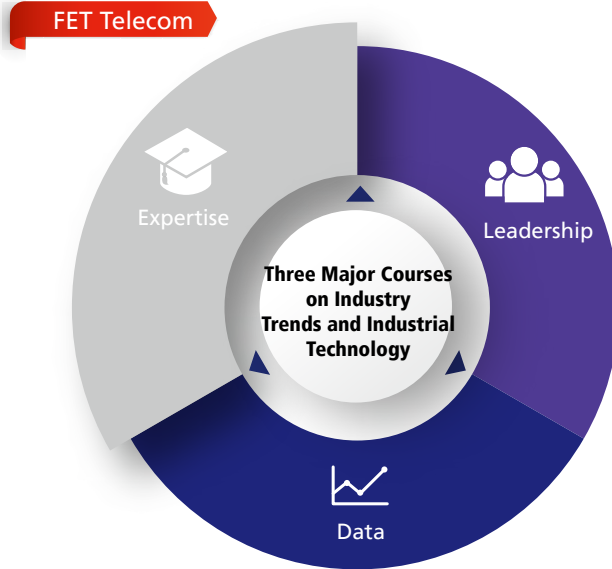 FET Telecom
Expertise
Leadership
Three Major Courses
on Industry
Trends and Industrial
Technology
Data